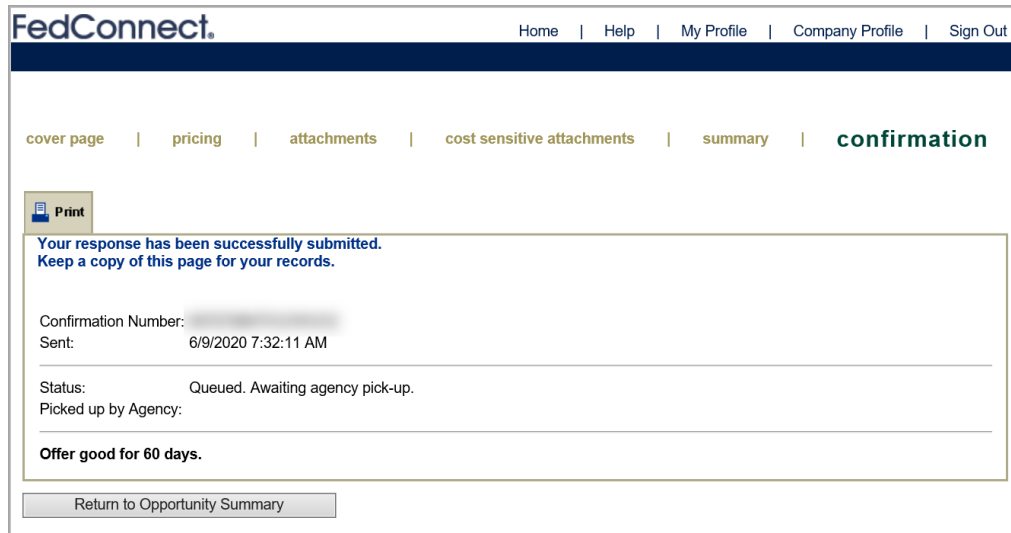 FedConnect®
Home | Help | My Profile | Company Profile | Sign Out
cover page | pricing | attachments | cost sensitive attachments | summary | confirmation
Print
Your response has been successfully submitted.
Keep a copy of this page for your records.
Confirmation Number:
Sent: 6/9/2020 7:32:11 AM
Status: Queued. Awaiting agency pick-up.
Picked up by Agency:
Offer good for 60 days.
Return to Opportunity Summary